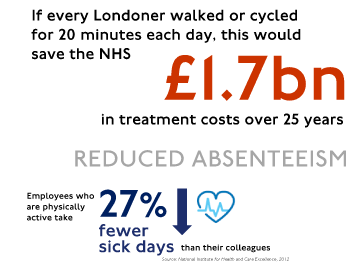 If every Londoner walked or cycled
for 20 minutes each day, this would
save the NHS
£1.7bn
in treatment costs over 25 years
REDUCED ABSENTEEISM
Employees who
are physically
active take
27%
fewer
sick days
than their colleagues
Source: National Institute for Health and Care Excellence, 2012